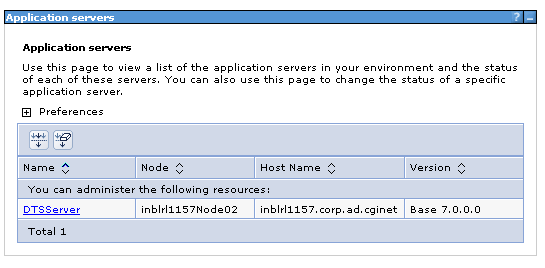 Application servers ? _
Application servers
Use this page to view a list of the application servers in your environment and the status
of each of these servers. You can also use this page to change the status of a specific
application server.
Preferences
Name Node Host Name Version
You can administer the following resources:
DTSServer inblrl1157Node02 inblrl1157.corp.ad.cginet Base 7.0.0.0
Total 1